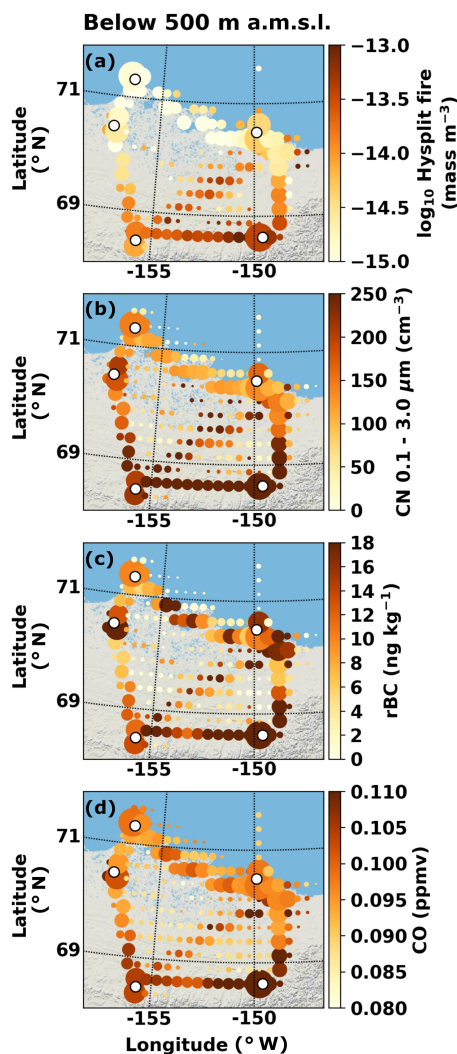 Below 500 m a.m.s.l.
(a)
71
69
Latitude
(° N)
-155
-150
−13.0
−13.5
−14.0
−14.5
−15.0
log₁₀ Hysplit fire
(mass m⁻³)
(b)
71
69
Latitude
(° N)
-155
-150
250
200
150
100
50
0
CN 0.1 - 3.0 μm (cm⁻³)
(c)
71
69
Latitude
(° N)
-155
-150
18
16
14
12
10
8
6
4
2
0
rBC (ng kg⁻¹)
(d)
71
69
Latitude
(° N)
-155
-150
Longitude (° W)
0.110
0.105
0.100
0.095
0.090
0.085
0.080
CO (ppmv)